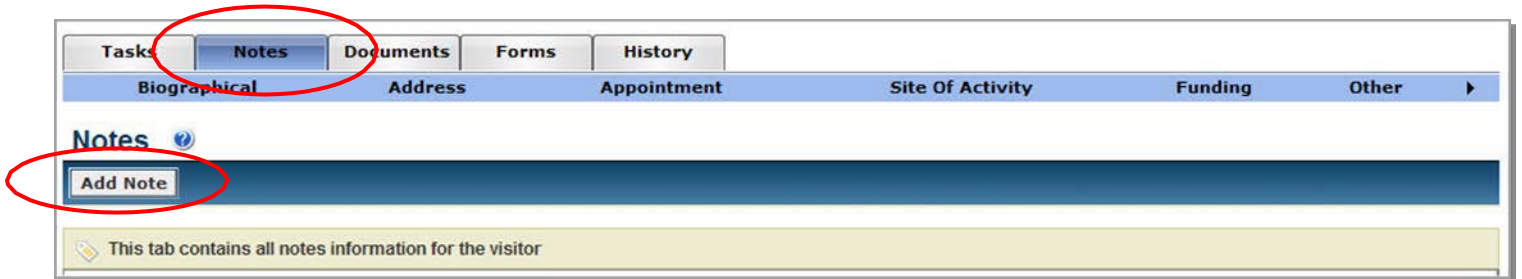 Tasks Notes Documents Forms History
Biographical Address Appointment Site Of Activity Funding Other
Notes
Add Note
This tab contains all notes information for the visitor